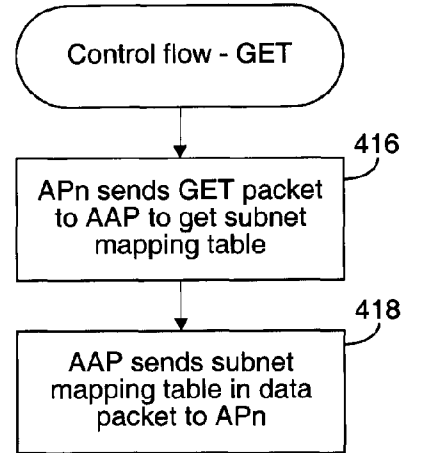 Control flow - GET
416
APn sends GET packet
to AAP to get subnet
mapping table
418
AAP sends subnet
mapping table in data
packet to APn